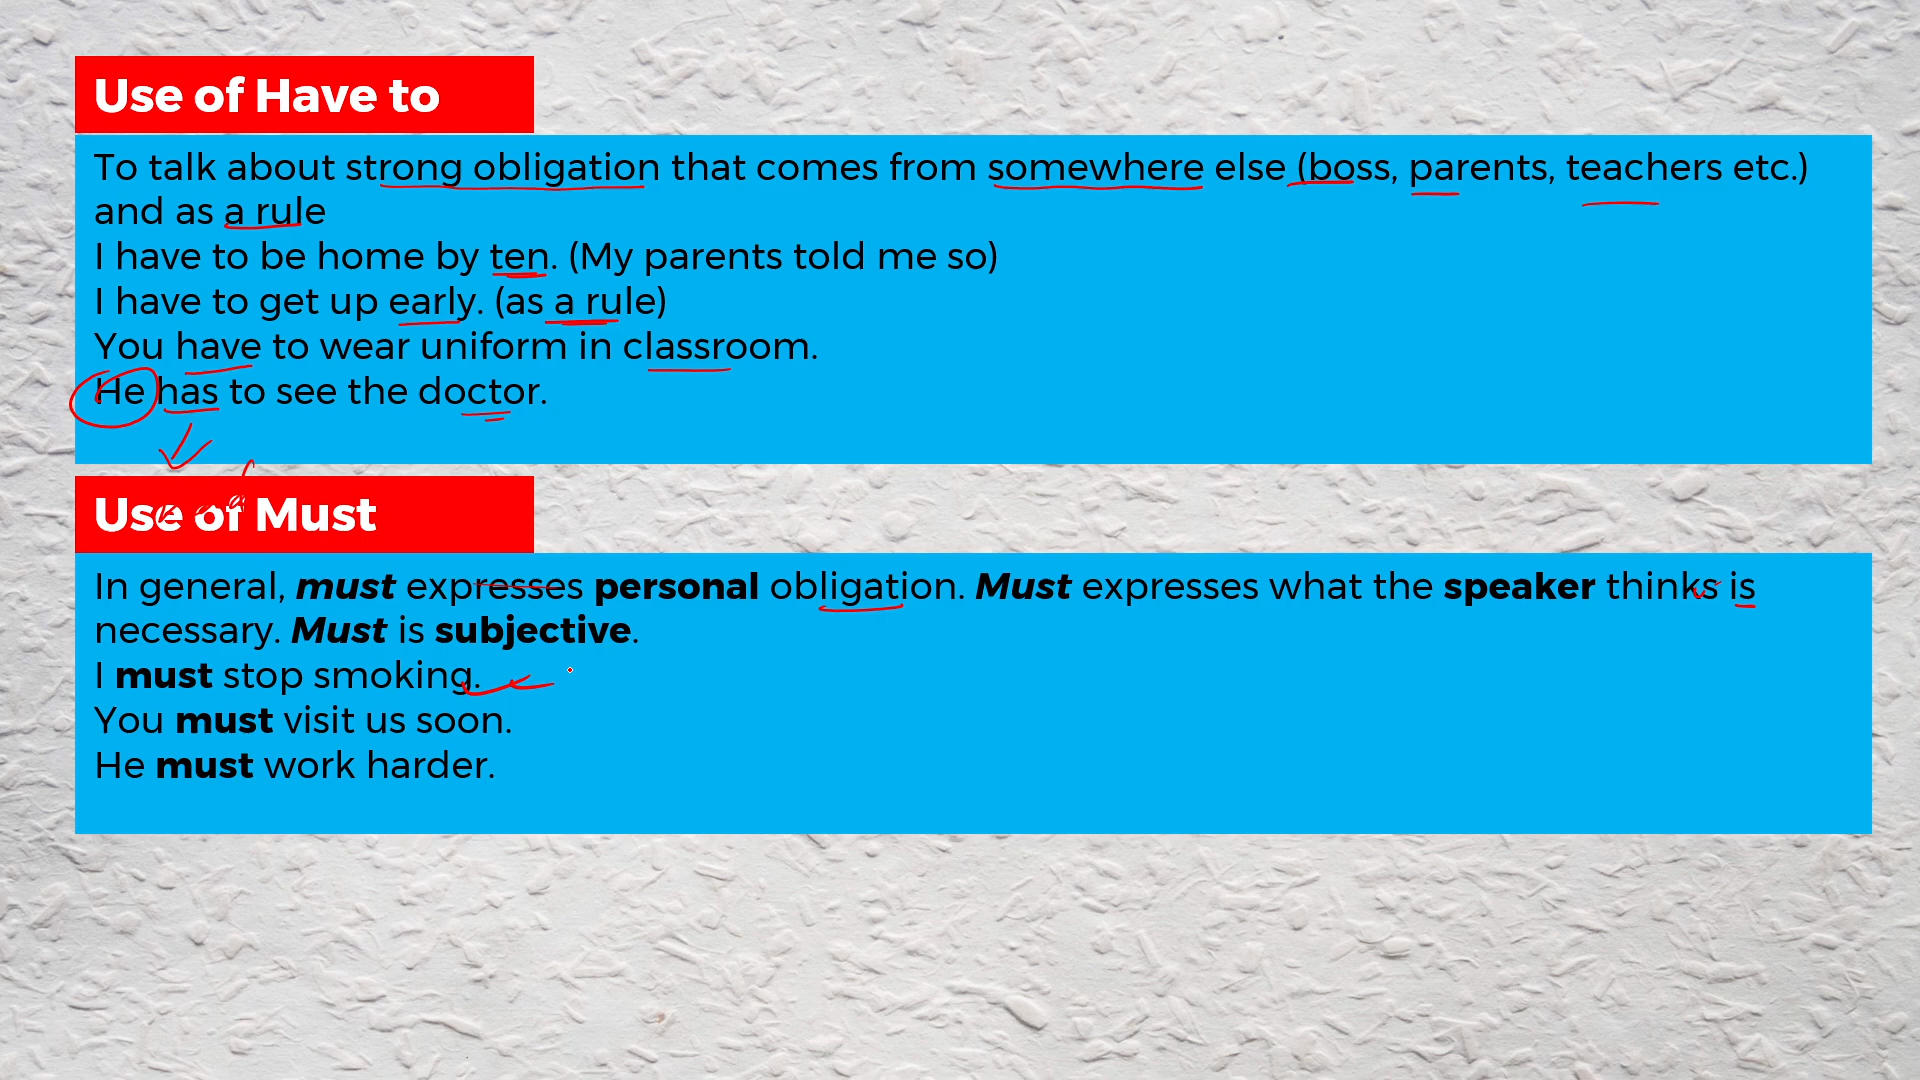 Use of Have to
To talk about strong obligation that comes from somewhere else (boss, parents, teachers etc.)
and as a rule
I have to be home by ten. (My parents told me so)
I have to get up early. (as a rule)
You have to wear uniform in classroom.
He has to see the doctor.
Use of Must
In general, must expresses personal obligation. Must expresses what the speaker thinks is
necessary. Must is subjective.
I must stop smoking.
You must visit us soon.
He must work harder.